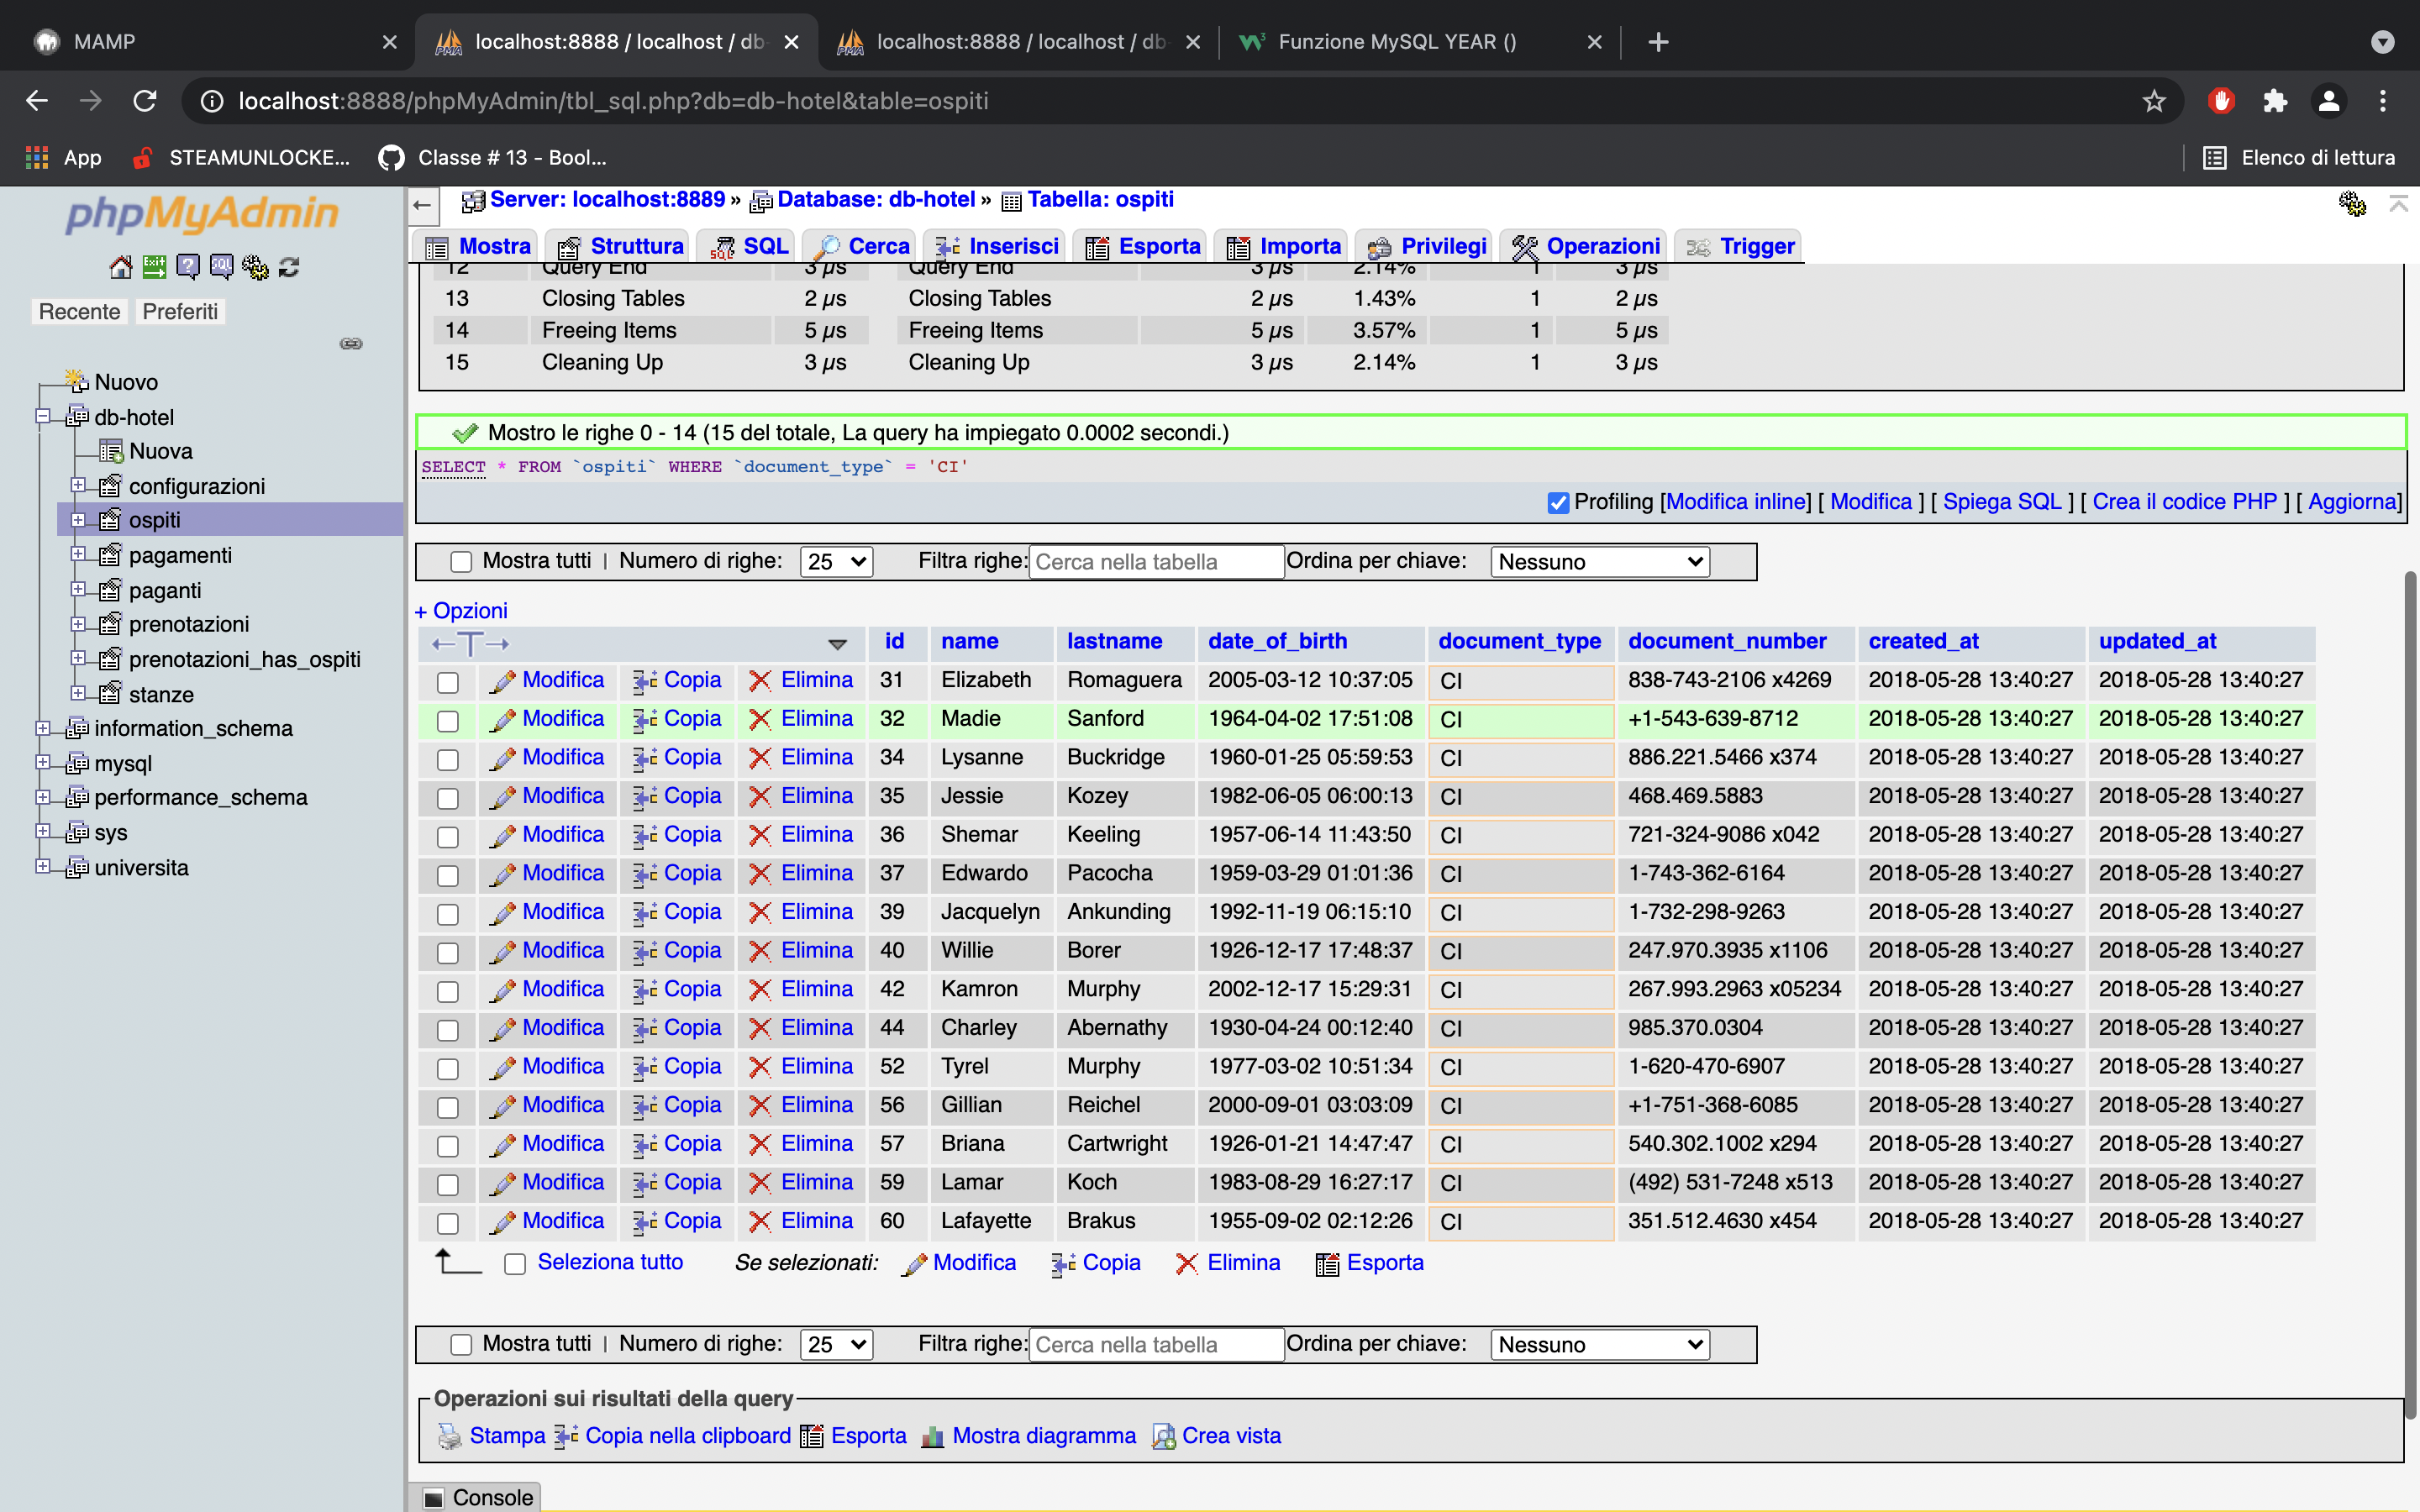 MAMP
localhost:8888 / localhost / db-
localhost:8888 / localhost / db-
Funzione MySQL YEAR ()
localhost:8888/phpMyAdmin/tbl_sql.php?db=db-hotel&table=ospiti
App
STEAMUNLOCKE...
Classe # 13 - Bool...
Elenco di lettura
phpMyAdmin
Recente Preferiti
Nuovo
db-hotel
Nuova
configurazioni
ospiti
pagamenti
paganti
prenotazioni
prenotazioni_has_ospiti
stanze
information_schema
mysql
performance_schema
sys
universita
Server: localhost:8889 » Database: db-hotel » Tabella: ospiti
Mostra Struttura SQL Cerca Inserisci Esporta Importa Privilegi Operazioni Trigger
12 Query End 3 µs Query End 3 µs 2.14% 1 3 µs
13 Closing Tables 2 µs Closing Tables 2 µs 1.43% 1 2 µs
14 Freeing Items 5 µs Freeing Items 5 µs 3.57% 1 5 µs
15 Cleaning Up 3 µs Cleaning Up 3 µs 2.14% 1 3 µs
Mostro le righe 0 - 14 (15 del totale, La query ha impiegato 0.0002 secondi.)
SELECT * FROM `ospiti` WHERE `document_type` = 'CI'
Profiling [Modifica inline] [ Modifica ] [ Spiega SQL ] [ Crea il codice PHP ] [ Aggiorna]
Mostra tutti | Numero di righe: 25 Filtra righe: Cerca nella tabella Ordina per chiave: Nessuno
+ Opzioni
←T→ id name lastname date_of_birth document_type document_number created_at updated_at
Modifica Copia Elimina 31 Elizabeth Romaguera 2005-03-12 10:37:05 CI 838-743-2106 x4269 2018-05-28 13:40:27 2018-05-28 13:40:27
Modifica Copia Elimina 32 Madie Sanford 1964-04-02 17:51:08 CI +1-543-639-8712 2018-05-28 13:40:27 2018-05-28 13:40:27
Modifica Copia Elimina 34 Lysanne Buckridge 1960-01-25 05:59:53 CI 886.221.5466 x374 2018-05-28 13:40:27 2018-05-28 13:40:27
Modifica Copia Elimina 35 Jessie Kozey 1982-06-05 06:00:13 CI 468.469.5883 2018-05-28 13:40:27 2018-05-28 13:40:27
Modifica Copia Elimina 36 Shemar Keeling 1957-06-14 11:43:50 CI 721-324-9086 x042 2018-05-28 13:40:27 2018-05-28 13:40:27
Modifica Copia Elimina 37 Edwardo Pacocha 1959-03-29 01:01:36 CI 1-743-362-6164 2018-05-28 13:40:27 2018-05-28 13:40:27
Modifica Copia Elimina 39 Jacquelyn Ankunding 1992-11-19 06:15:10 CI 1-732-298-9263 2018-05-28 13:40:27 2018-05-28 13:40:27
Modifica Copia Elimina 40 Willie Borer 1926-12-17 17:48:37 CI 247.970.3935 x1106 2018-05-28 13:40:27 2018-05-28 13:40:27
Modifica Copia Elimina 42 Kamron Murphy 2002-12-17 15:29:31 CI 267.993.2963 x05234 2018-05-28 13:40:27 2018-05-28 13:40:27
Modifica Copia Elimina 44 Charley Abernathy 1930-04-24 00:12:40 CI 985.370.0304 2018-05-28 13:40:27 2018-05-28 13:40:27
Modifica Copia Elimina 52 Tyrel Murphy 1977-03-02 10:51:34 CI 1-620-470-6907 2018-05-28 13:40:27 2018-05-28 13:40:27
Modifica Copia Elimina 56 Gillian Reichel 2000-09-01 03:03:09 CI +1-751-368-6085 2018-05-28 13:40:27 2018-05-28 13:40:27
Modifica Copia Elimina 57 Briana Cartwright 1926-01-21 14:47:47 CI 540.302.1002 x294 2018-05-28 13:40:27 2018-05-28 13:40:27
Modifica Copia Elimina 59 Lamar Koch 1983-08-29 16:27:17 CI (492) 531-7248 x513 2018-05-28 13:40:27 2018-05-28 13:40:27
Modifica Copia Elimina 60 Lafayette Brakus 1955-09-02 02:12:26 CI 351.512.4630 x454 2018-05-28 13:40:27 2018-05-28 13:40:27
Seleziona tutto Se selezionati: Modifica Copia Elimina Esporta
Mostra tutti | Numero di righe: 25 Filtra righe: Cerca nella tabella Ordina per chiave: Nessuno
Operazioni sui risultati della query
Stampa Copia nella clipboard Esporta Mostra diagramma Crea vista
Console